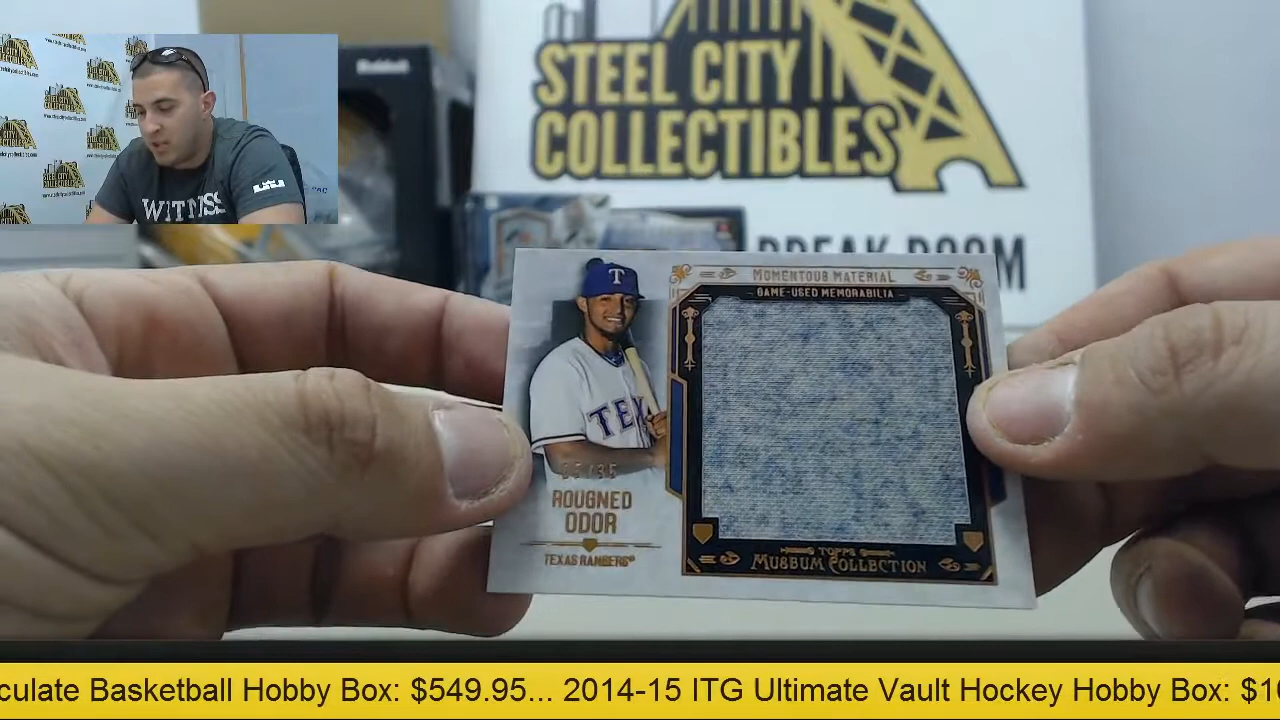 STEEL CITY
COLLECTIBLES
BREAK ROOM
WITNESS
T
TEX
MOMENTOUS MATERIAL
GAME-USED MEMORABILIA
ROUGNED
ODOR
TEXAS RANGERS®
TOPPS
MUSEUM COLLECTION
culate Basketball Hobby Box: $549.95... 2014-15 ITG Ultimate Vault Hockey Hobby Box: $1